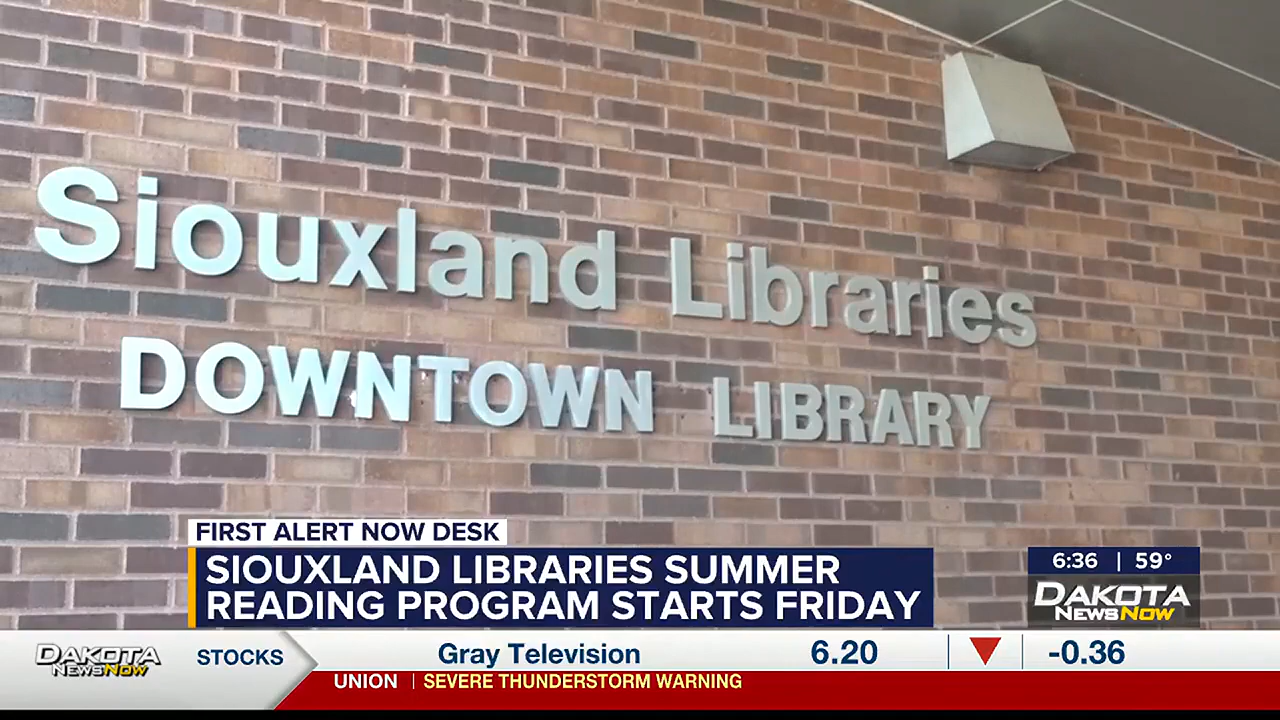 Siouxland Libraries
DOWNTOWN LIBRARY
FIRST ALERT NOW DESK
SIOUXLAND LIBRARIES SUMMER
READING PROGRAM STARTS FRIDAY
6:36 | 59°
DAKOTA
NEWS NOW
DAKOTA
NEWS NOW
STOCKS
Gray Television 6.20 -0.36
UNION | SEVERE THUNDERSTORM WARNING